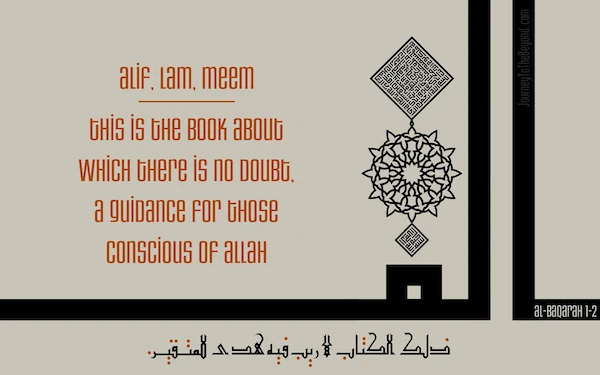 Alif, Lam, Meem
This is the Book about
which there is no doubt,
a guidance for those
conscious of Allah
JourneyToTheBeyond.com
Al-Baqarah 1-2
ذلك الكتاب لا ريب فيه هدى للمتقين